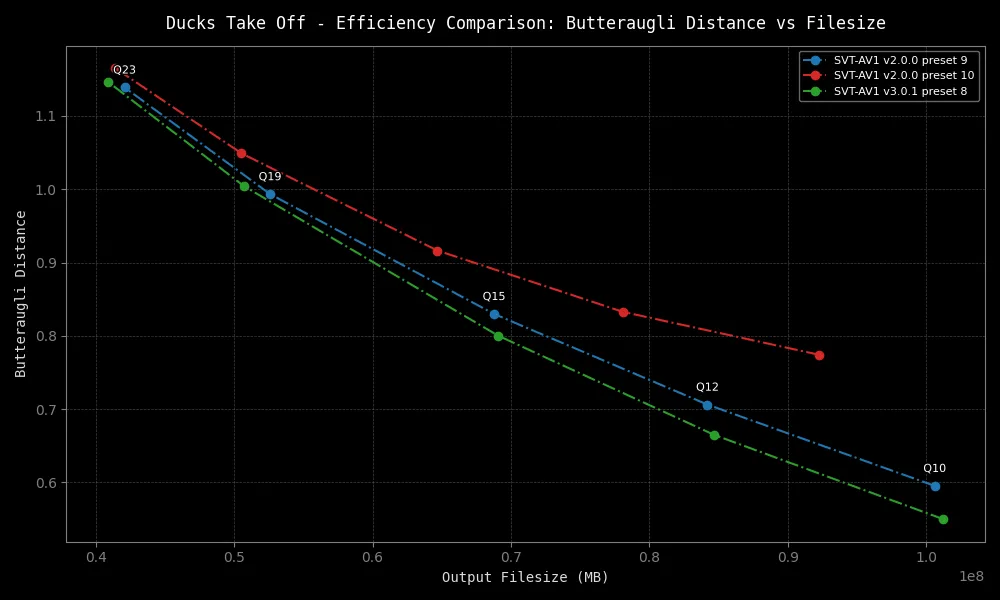 Ducks Take Off - Efficiency Comparison: Butteraugli Distance vs Filesize
SVT-AV1 v2.0.0 preset 9
SVT-AV1 v2.0.0 preset 10
SVT-AV1 v3.0.1 preset 8
Q23
Q19
Q15
Q12
Q10
Butteraugli Distance
1.1
1.0
0.9
0.8
0.7
0.6
0.4
0.5
0.6
0.7
0.8
0.9
1.0
1e8
Output Filesize (MB)